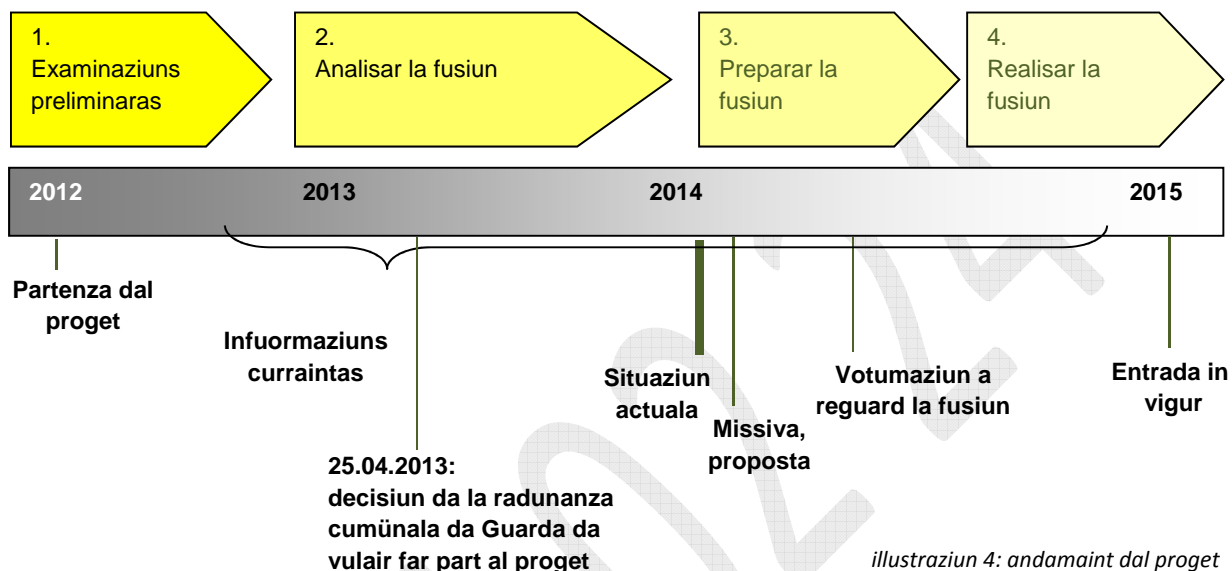 1.
Examinaziuns
preliminaras
2.
Analisar la fusiun
3.
Preparar la
fusiun
4.
Realisar la
fusiun
2012
2013
2014
2015
Partenza dal
proget
Infuormaziuns
curraintas
25.04.2013:
decisiun da la radunanza
cumünala da Guarda da
vulair far part al proget
Situaziun
actuala
Missiva,
proposta
Votumaziun a
reguard la fusiun
Entrada in
vigur
illustraziun 4: andamaint dal proget